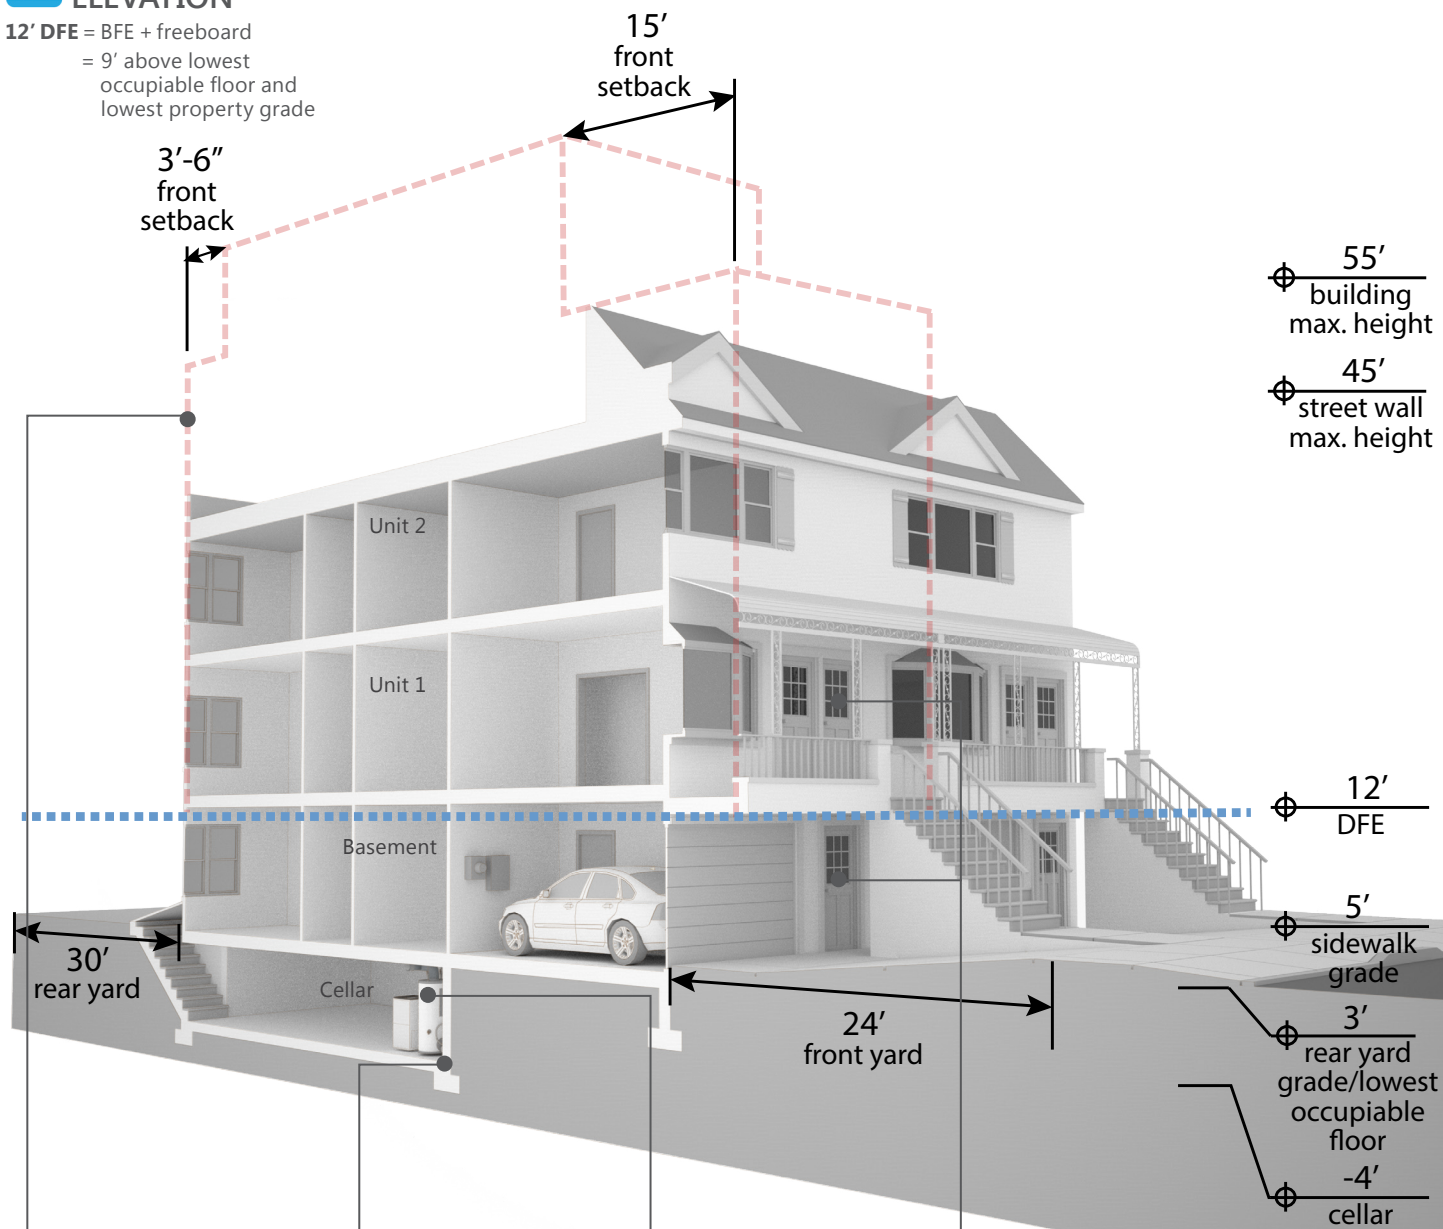 ELEVATION
12′ DFE = BFE + freeboard
= 9′ above lowest
occupiable floor and
lowest property grade
15′
front
setback
3′-6″
front
setback
55′
building
max. height
45′
street wall
max. height
Unit 2
Unit 1
Basement
12′
DFE
5′
sidewalk
grade
30′
rear yard
Cellar
24′
front yard
3′
rear yard
grade/lowest
occupiable
floor
-4′
cellar